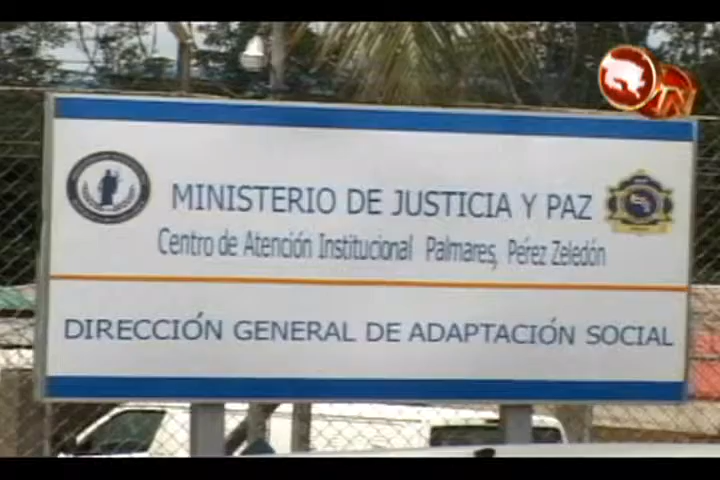 MINISTERIO DE JUSTICIA Y PAZ
Centro de Atención Institucional Palmares, Pérez Zeledón
DIRECCIÓN GENERAL DE ADAPTACIÓN SOCIAL